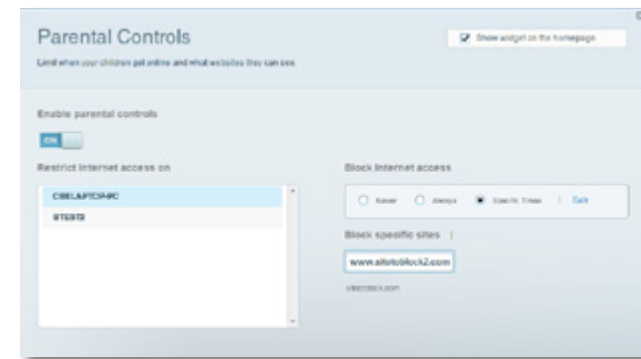 Parental Controls
Show widget on the homepage
Limit when your children get online and what websites they can see.
Enable parental controls
ON
Restrict Internet access on
Block Internet access
Never Always Specific Times | Edit
Block specific sites |
www.sitetoblock2.com
sitetoblock.com